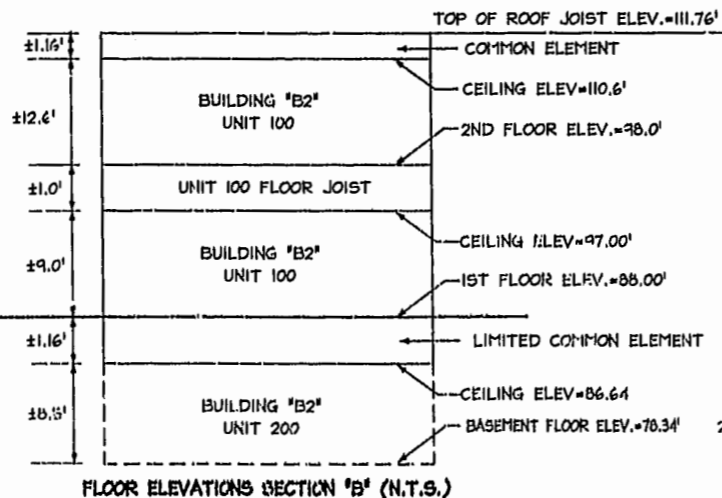 TOP OF ROOF JOIST ELEV.=111.76'
±1.16'
COMMON ELEMENT
CEILING ELEV=110.6'
±12.6'
BUILDING "B2"
UNIT 100
2ND FLOOR ELEV.=98.0'
±1.0'
UNIT 100 FLOOR JOIST
CEILING ELEV=97.00'
±9.0'
BUILDING "B2"
UNIT 100
1ST FLOOR ELEV.=88.00'
±1.16'
LIMITED COMMON ELEMENT
CEILING ELEV=86.64
±8.5'
BUILDING "B2"
UNIT 200
BASEMENT FLOOR ELEV.=78.34'
2
FLOOR ELEVATIONS SECTION "B" (N.T.S.)